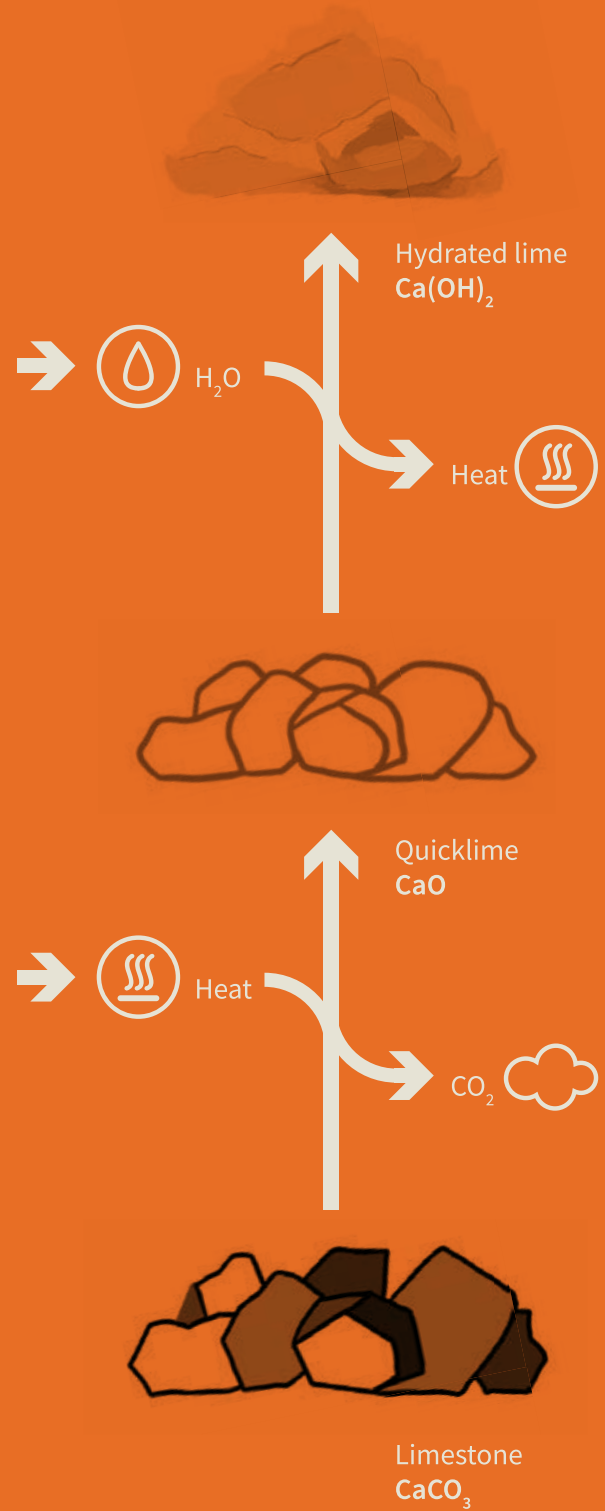 Hydrated lime
Ca(OH)₂
H₂O
Heat
Quicklime
CaO
Heat
CO₂
Limestone
CaCO₃